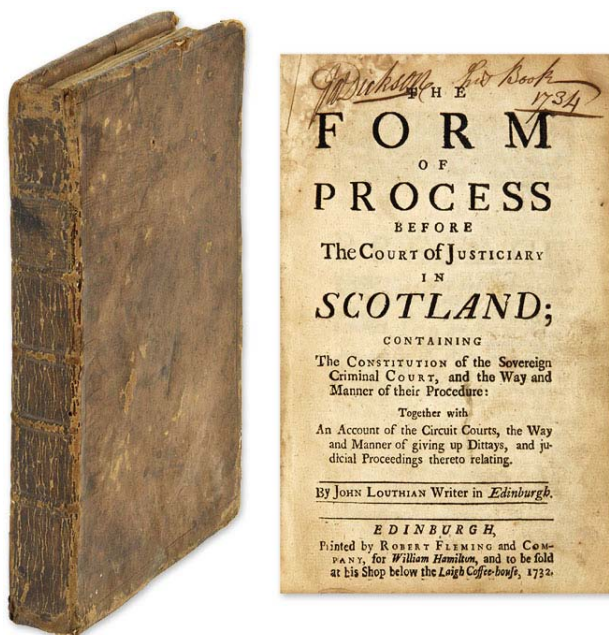 Jn Dickson his Book
1734
THE
FORM
OF
PROCESS
BEFORE
The COURT of JUSTICIARY
IN
SCOTLAND;
CONTAINING
The CONSTITUTION of the Sovereign
Criminal COURT, and the Way and
Manner of their Procedure:
Together with
An Account of the Circuit Courts, the Way
and Manner of giving up Dittays, and ju-
dicial Proceedings thereto relating.
By JOHN LOUTHIAN Writer in Edinburgh.
EDINBURGH,
Printed by ROBERT FLEMING and COM-
PANY, for William Hamilton, and to be sold
at his Shop below the Laigh Coffee-house, 1732.